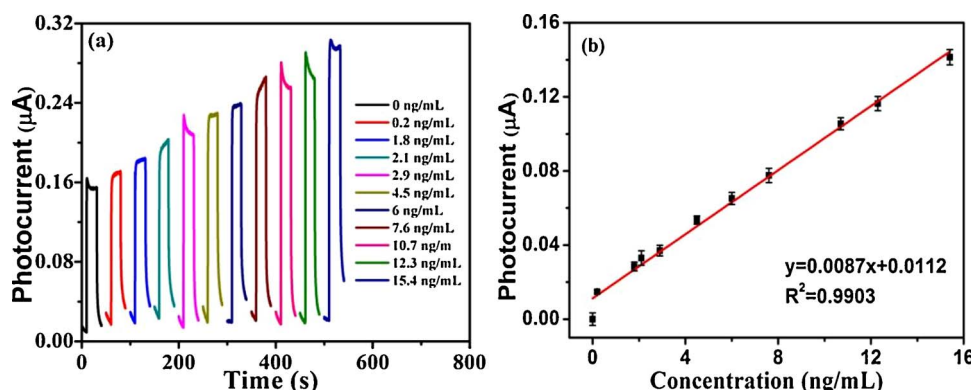 (a)
Photocurrent (μA)
0.32
0.24
0.16
0.08
0.00
0 ng/mL
0.2 ng/mL
1.8 ng/mL
2.1 ng/mL
2.9 ng/mL
4.5 ng/mL
6 ng/mL
7.6 ng/mL
10.7 ng/m
12.3 ng/mL
15.4 ng/mL
0 200 400 600 800
Time (s)
(b)
Photocurrent (μA)
0.16
0.12
0.08
0.04
0.00
y=0.0087x+0.0112
R²=0.9903
0 4 8 12 16
Concentration (ng/mL)